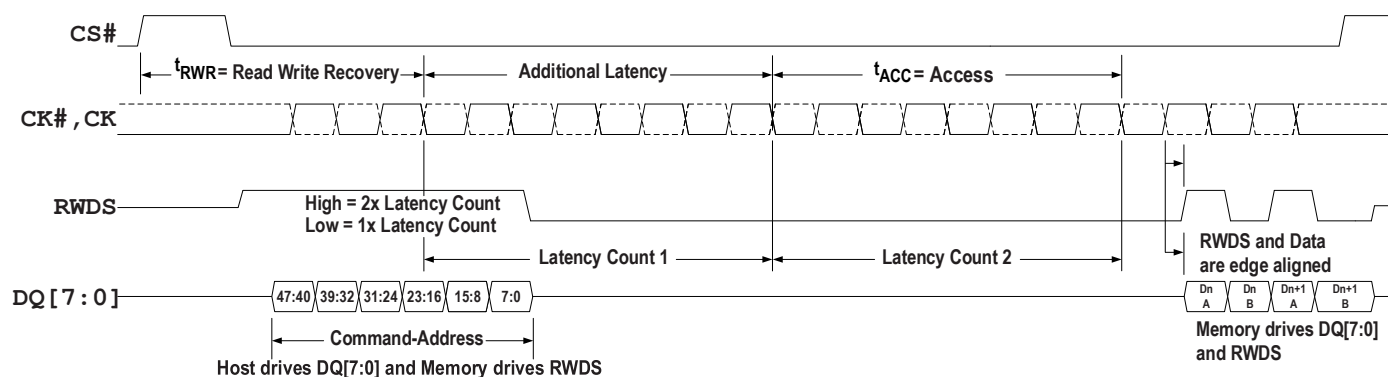 CS#
tRWR = Read Write Recovery
Additional Latency
tACC = Access
CK#,CK
RWDS
High = 2x Latency Count
Low = 1x Latency Count
Latency Count 1
Latency Count 2
RWDS and Data
are edge aligned
DQ[7:0]
47:40 39:32 31:24 23:16 15:8 7:0
Dn A
Dn B
Dn+1 A
Dn+1 B
Command-Address
Host drives DQ[7:0] and Memory drives RWDS
Memory drives DQ[7:0]
and RWDS